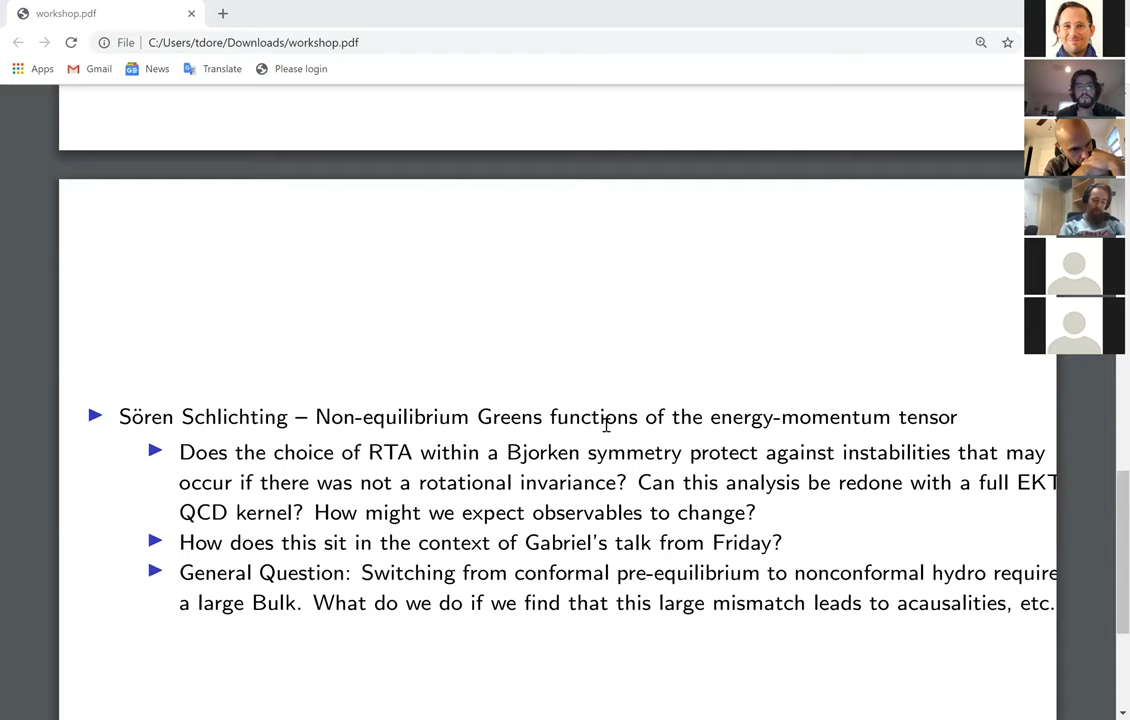 workshop.pdf
File
C:/Users/tdore/Downloads/workshop.pdf
Apps
Gmail
News
Translate
Please login
Sören Schlichting – Non-equilibrium Greens functions of the energy-momentum tensor
Does the choice of RTA within a Bjorken symmetry protect against instabilities that may
occur if there was not a rotational invariance? Can this analysis be redone with a full EKT
QCD kernel? How might we expect observables to change?
How does this sit in the context of Gabriel's talk from Friday?
General Question: Switching from conformal pre-equilibrium to nonconformal hydro require
a large Bulk. What do we do if we find that this large mismatch leads to acausalities, etc.